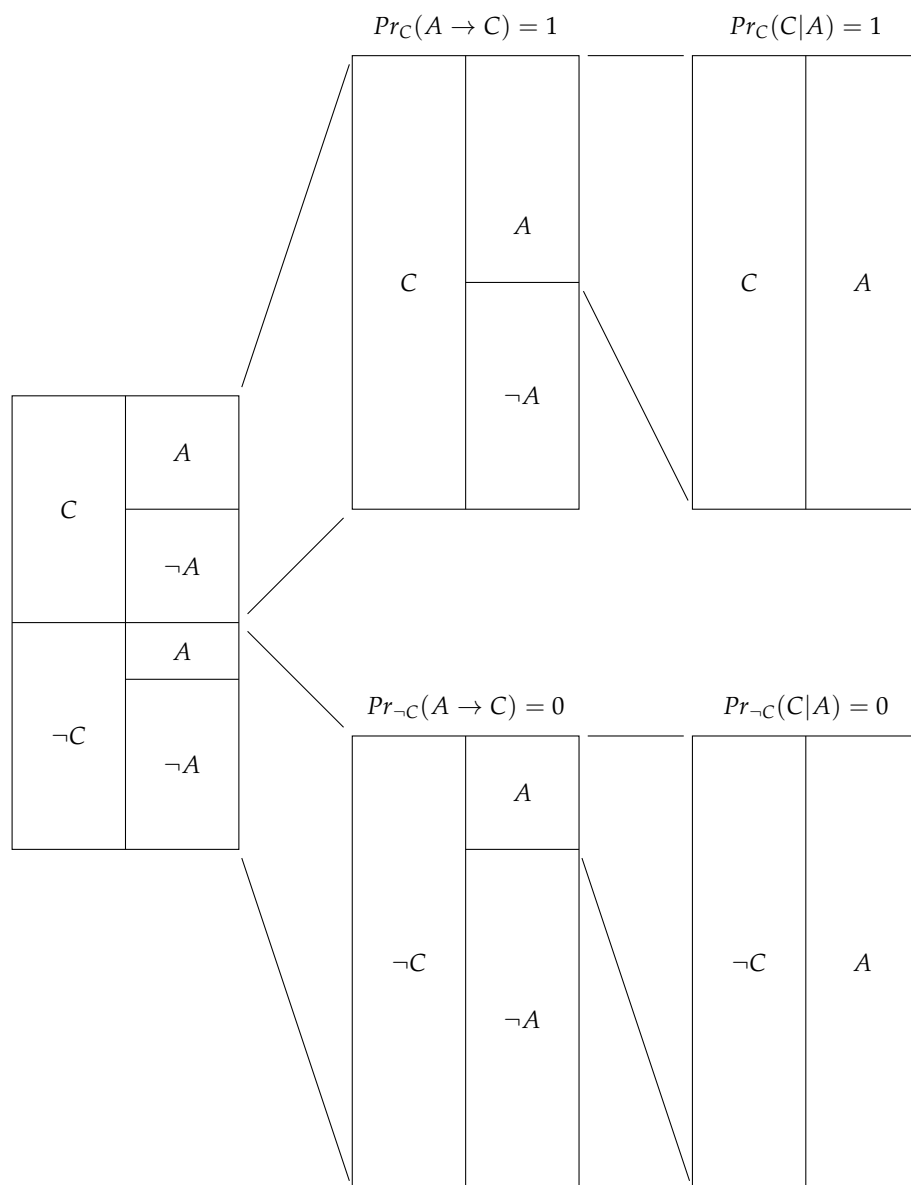 Pr_C(A → C) = 1
Pr_C(C|A) = 1
C
A
¬A
C
A
C
A
¬A
¬C
A
¬A
Pr_¬C(A → C) = 0
Pr_¬C(C|A) = 0
¬C
A
¬A
¬C
A